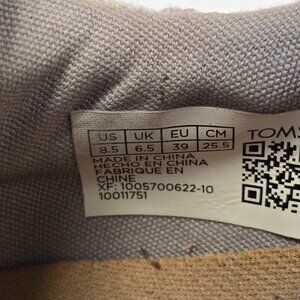 US UK EU CM
8.5 6.5 39 25.5
MADE IN CHINA
HECHO EN CHINA
FABRIQUE EN
CHINE
XF: 1005700622-10
10011751